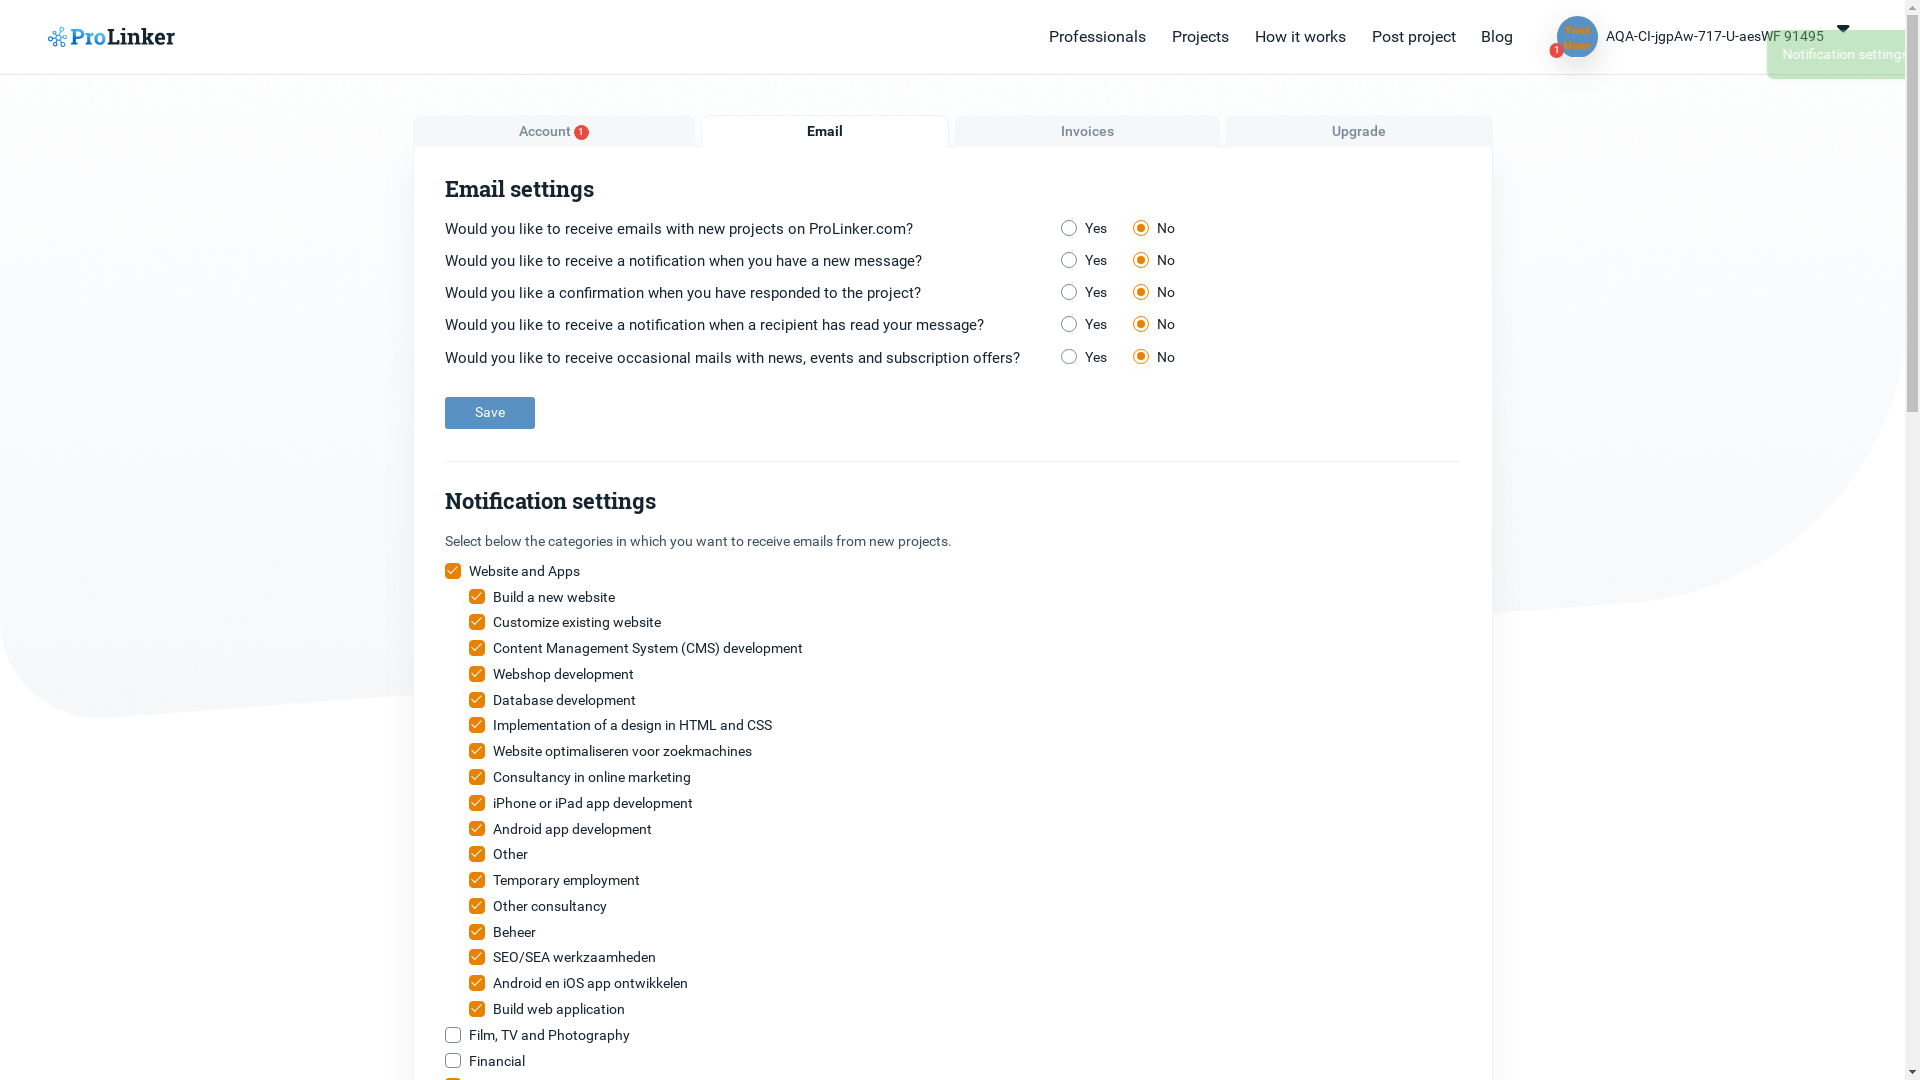 ProLinker
Professionals
Projects
How it works
Post project
Blog
Test
User
1
AQA-CI-jgpAw-717-U-aesWF 91495
Notification settings
Account 1
Email
Invoices
Upgrade
Email settings
Would you like to receive emails with new projects on ProLinker.com? Yes No
Would you like to receive a notification when you have a new message? Yes No
Would you like a confirmation when you have responded to the project? Yes No
Would you like to receive a notification when a recipient has read your message? Yes No
Would you like to receive occasional mails with news, events and subscription offers? Yes No
Save
Notification settings
Select below the categories in which you want to receive emails from new projects.
Website and Apps
Build a new website
Customize existing website
Content Management System (CMS) development
Webshop development
Database development
Implementation of a design in HTML and CSS
Website optimaliseren voor zoekmachines
Consultancy in online marketing
iPhone or iPad app development
Android app development
Other
Temporary employment
Other consultancy
Beheer
SEO/SEA werkzaamheden
Android en iOS app ontwikkelen
Build web application
Film, TV and Photography
Financial